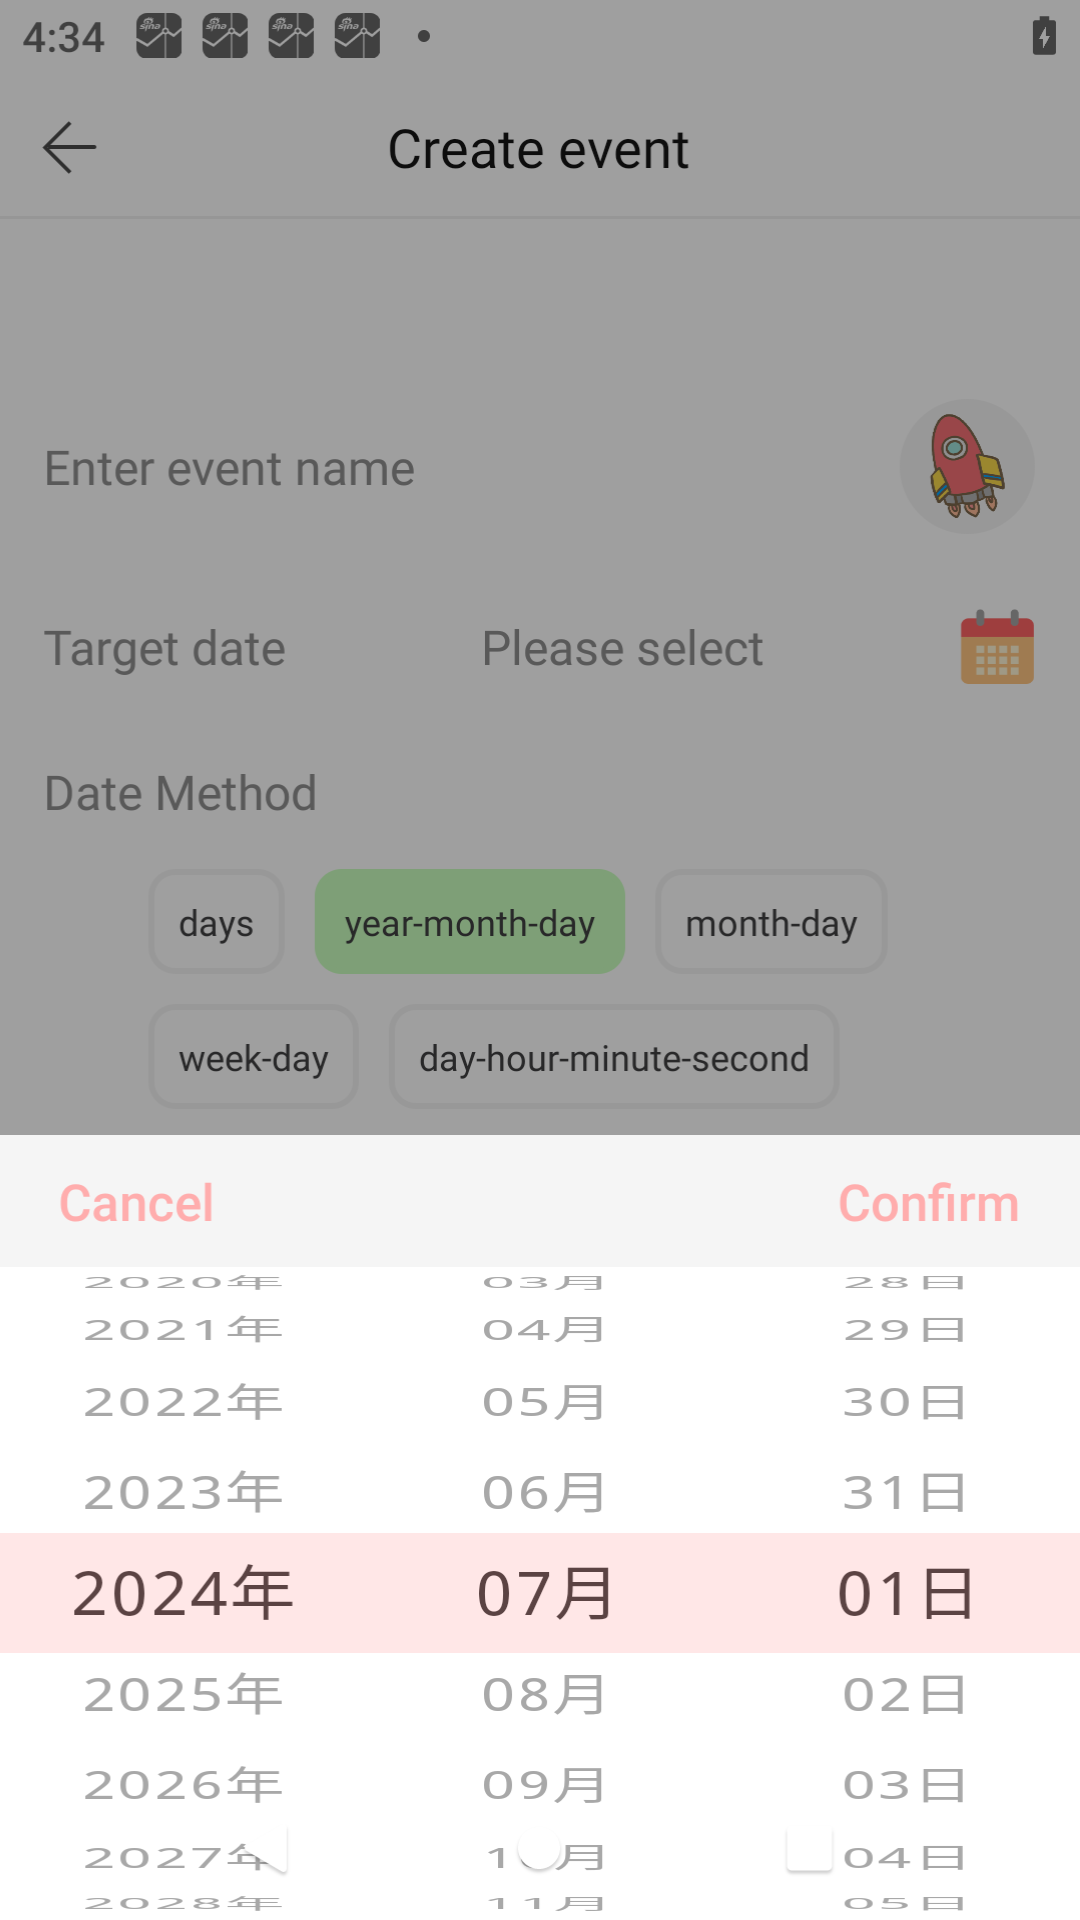 4:34
Create event
Enter event name
Target date Please select
Date Method
days year-month-day month-day
week-day day-hour-minute-second
Cancel Confirm
2020年 03月 28日
2021年 04月 29日
2022年 05月 30日
2023年 06月 31日
2024年 07月 01日
2025年 08月 02日
2026年 09月 03日
2027年 月 04日
2028年 11月 05日